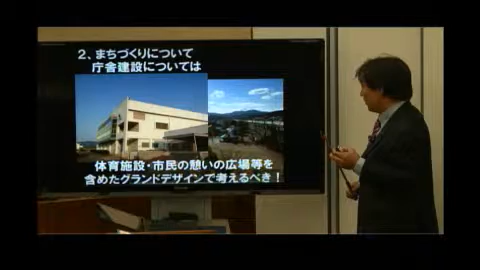 2、まちづくりについて
庁舎建設については
体育施設・市民の憩いの広場等を
含めたグランドデザインで考えるべき！